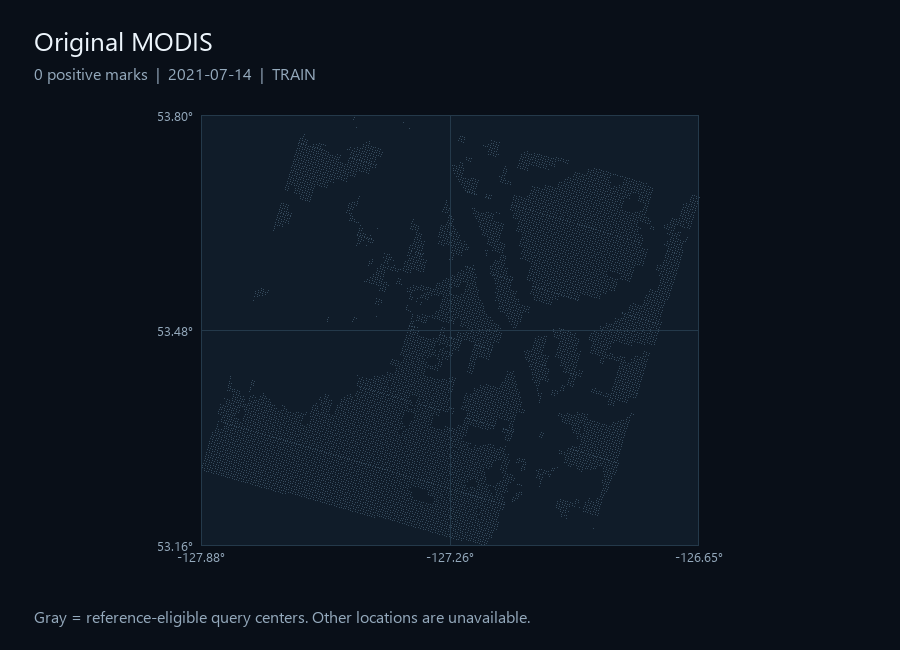 Original MODIS
0 positive marks | 2021-07-14 | TRAIN
53.80°
53.48°
53.16°
-127.88°
-127.26°
-126.65°
Gray = reference-eligible query centers. Other locations are unavailable.